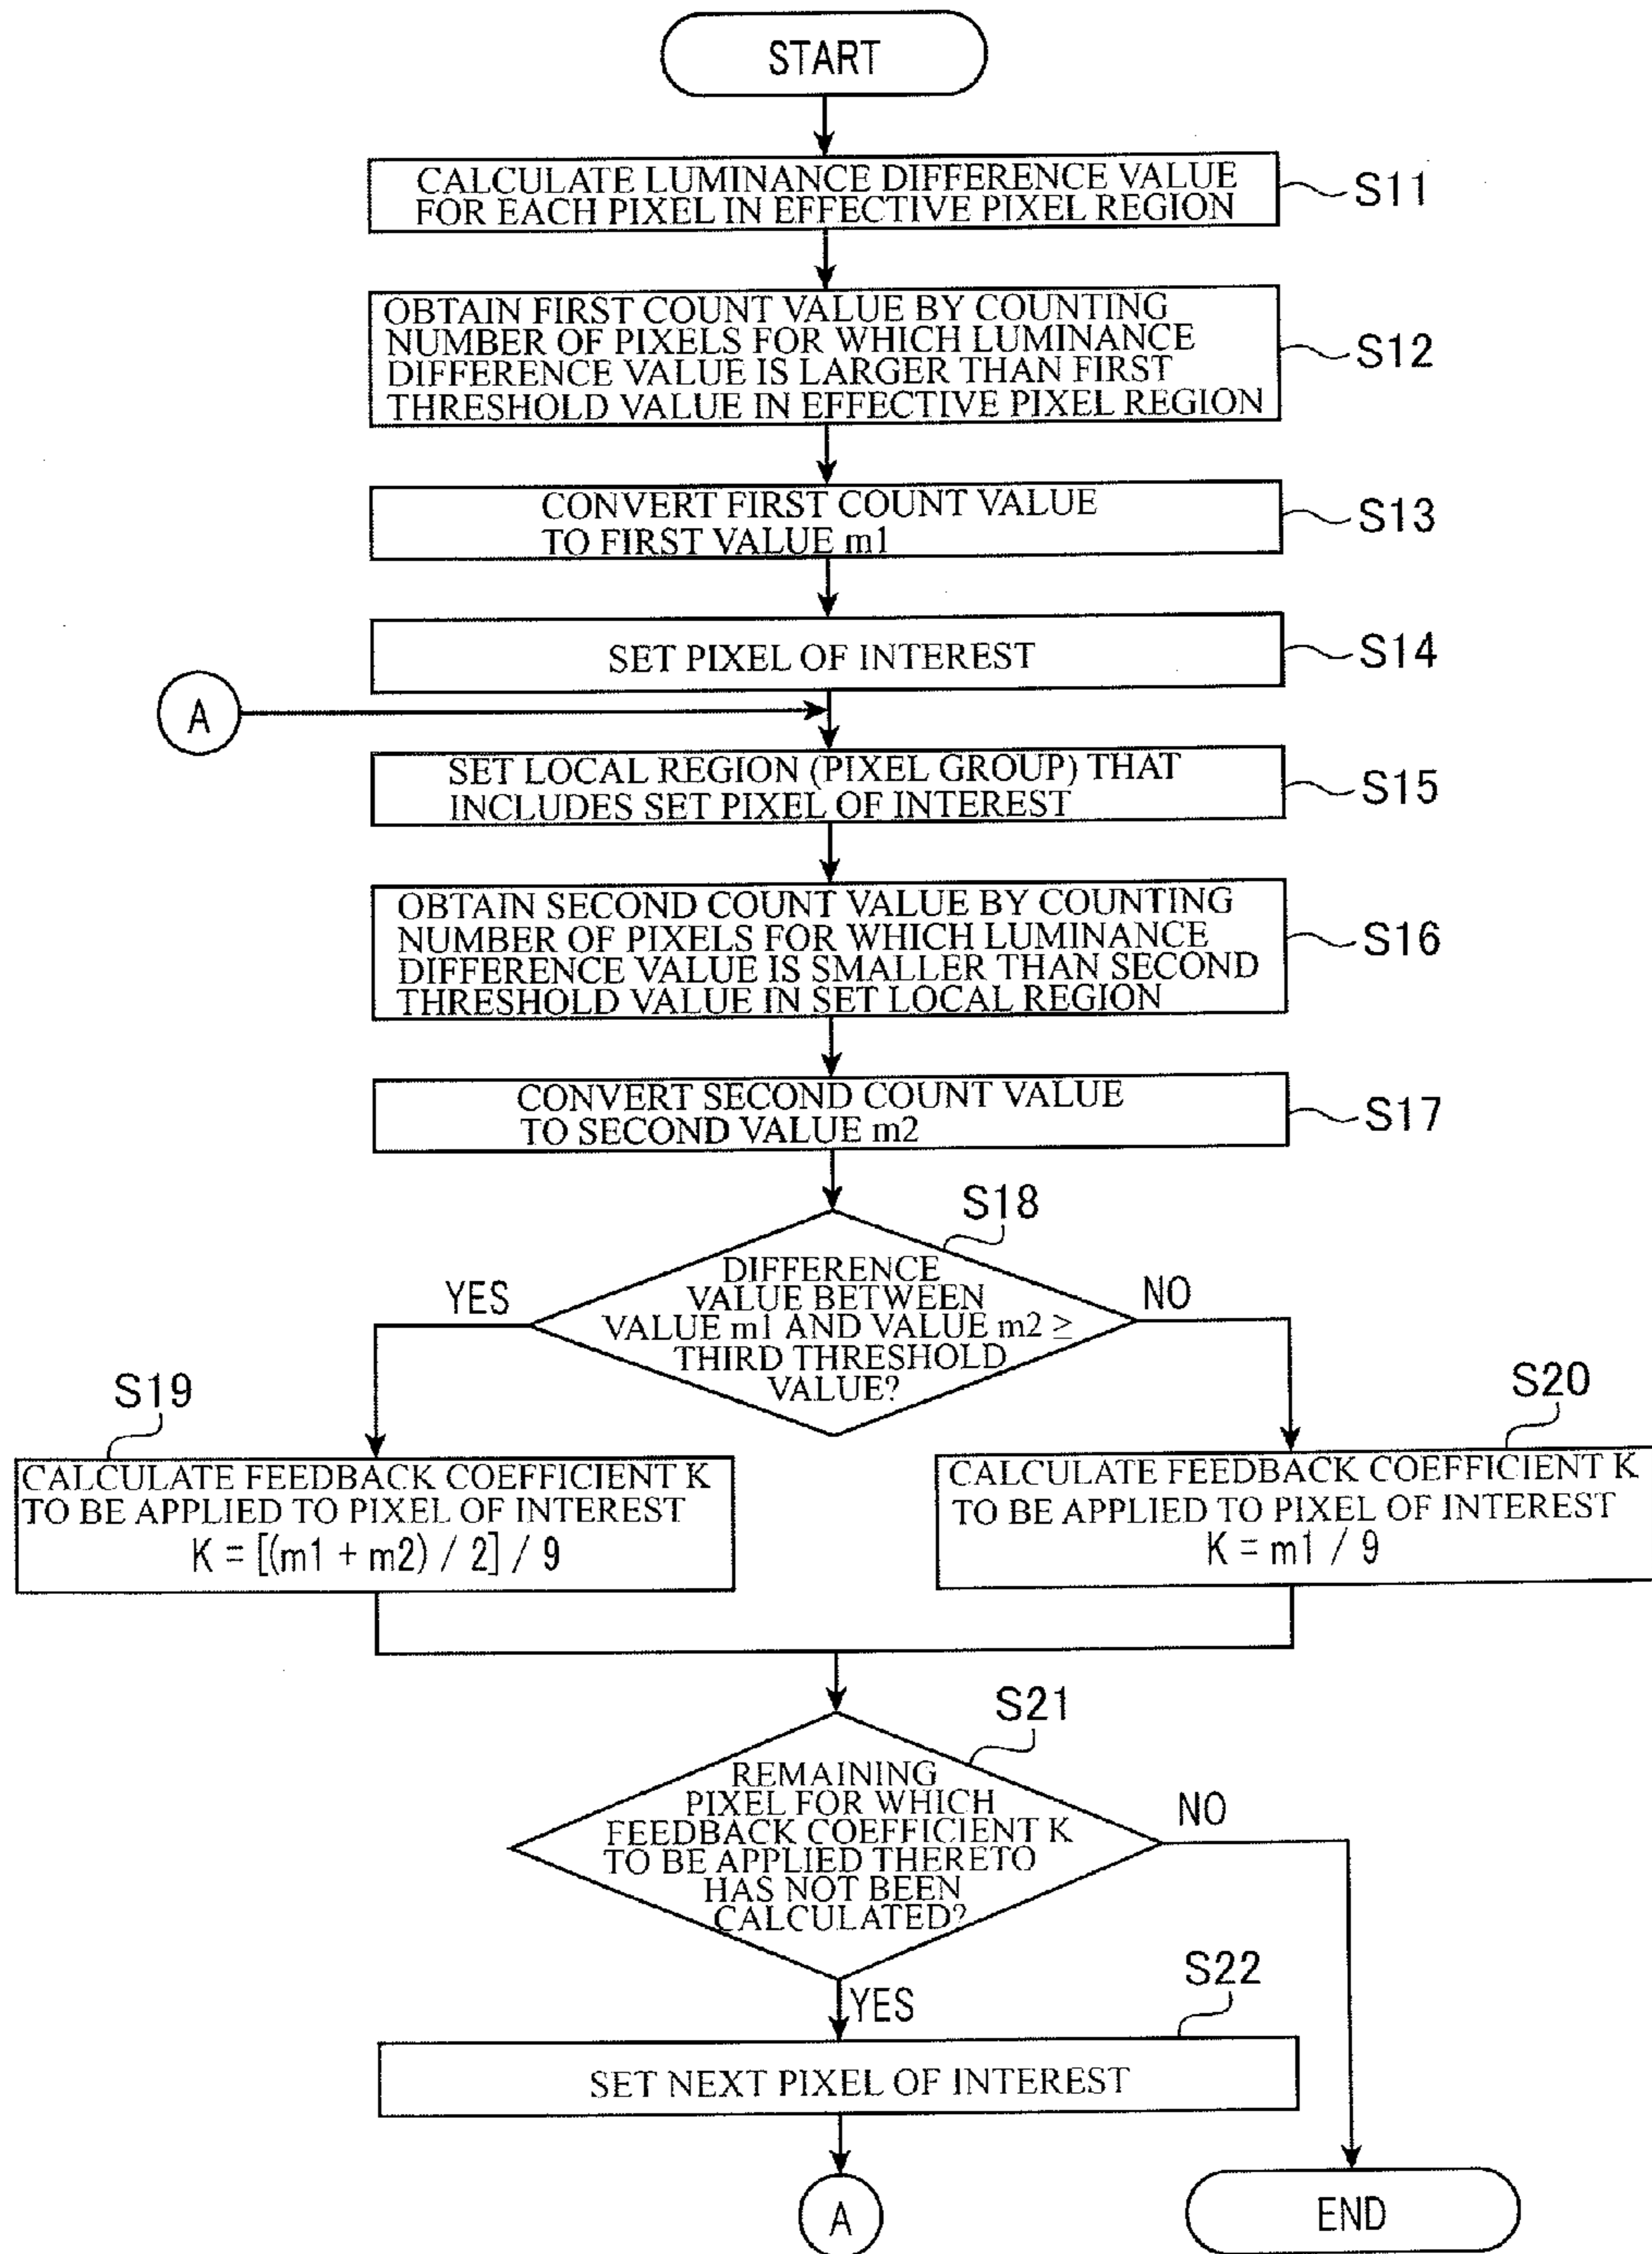 START
CALCULATE LUMINANCE DIFFERENCE VALUE
FOR EACH PIXEL IN EFFECTIVE PIXEL REGION
S11
OBTAIN FIRST COUNT VALUE BY COUNTING
NUMBER OF PIXELS FOR WHICH LUMINANCE
DIFFERENCE VALUE IS LARGER THAN FIRST
THRESHOLD VALUE IN EFFECTIVE PIXEL REGION
S12
CONVERT FIRST COUNT VALUE
TO FIRST VALUE m1
S13
SET PIXEL OF INTEREST
S14
A
SET LOCAL REGION (PIXEL GROUP) THAT
INCLUDES SET PIXEL OF INTEREST
S15
OBTAIN SECOND COUNT VALUE BY COUNTING
NUMBER OF PIXELS FOR WHICH LUMINANCE
DIFFERENCE VALUE IS SMALLER THAN SECOND
THRESHOLD VALUE IN SET LOCAL REGION
S16
CONVERT SECOND COUNT VALUE
TO SECOND VALUE m2
S17
S18
DIFFERENCE
VALUE BETWEEN
VALUE m1 AND VALUE m2 ≥
THIRD THRESHOLD
VALUE?
YES
NO
S19
CALCULATE FEEDBACK COEFFICIENT K
TO BE APPLIED TO PIXEL OF INTEREST
K = [(m1 + m2) / 2] / 9
S20
CALCULATE FEEDBACK COEFFICIENT K
TO BE APPLIED TO PIXEL OF INTEREST
K = m1 / 9
S21
REMAINING
PIXEL FOR WHICH
FEEDBACK COEFFICIENT K
TO BE APPLIED THERETO
HAS NOT BEEN
CALCULATED?
NO
YES
S22
SET NEXT PIXEL OF INTEREST
A
END